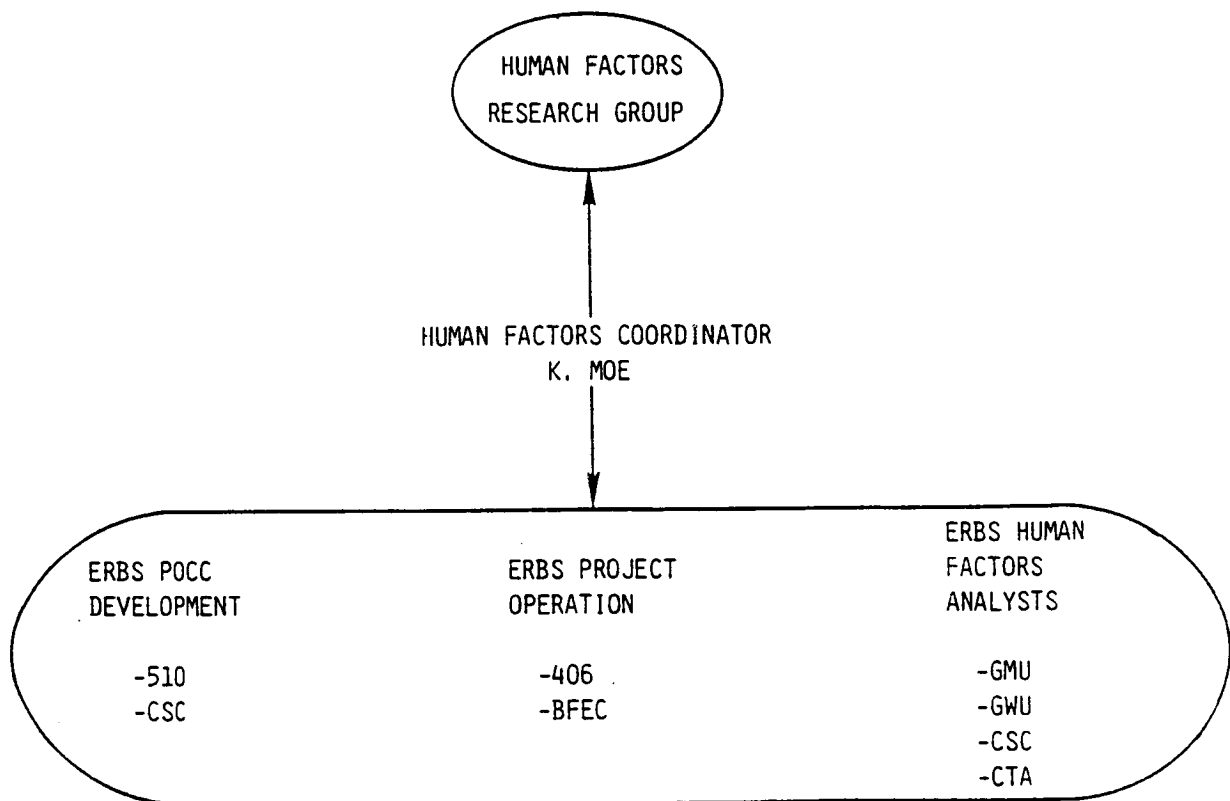 HUMAN FACTORS
RESEARCH GROUP
HUMAN FACTORS COORDINATOR
K. MOE
ERBS POCC
DEVELOPMENT
-510
-CSC
ERBS PROJECT
OPERATION
-406
-BFEC
ERBS HUMAN
FACTORS
ANALYSTS
-GMU
-GWU
-CSC
-CTA